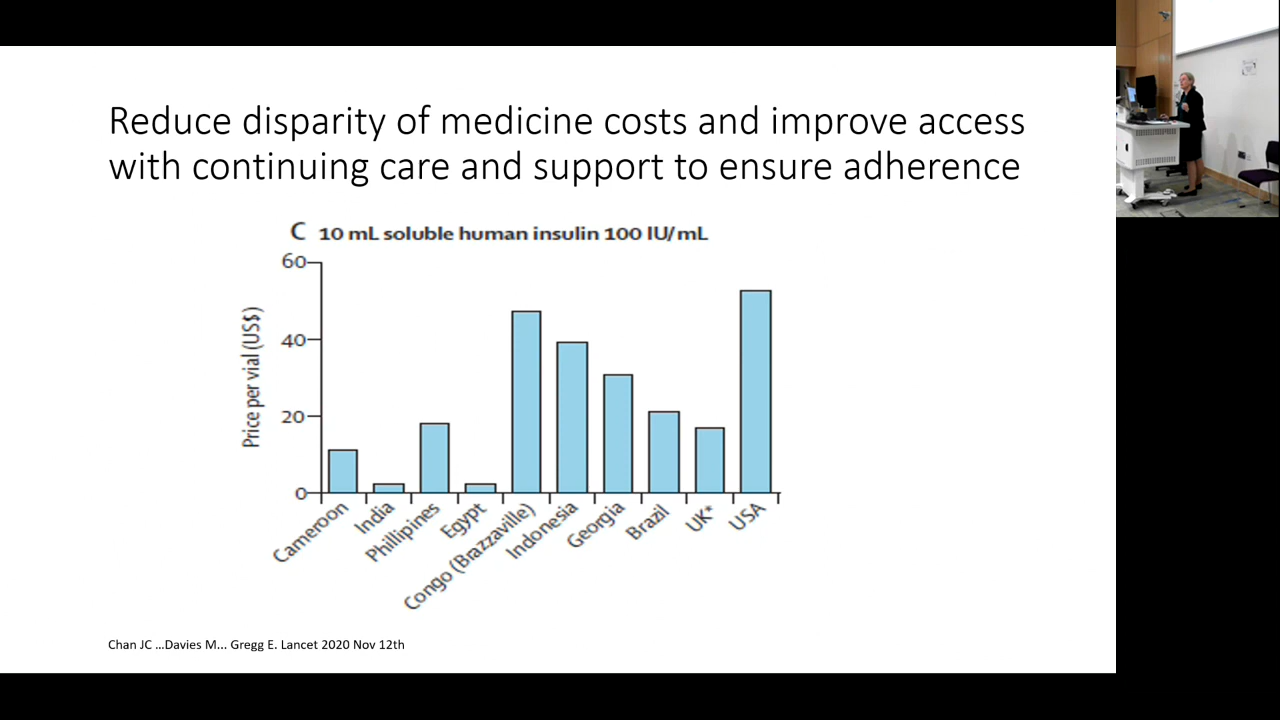 Reduce disparity of medicine costs and improve access
with continuing care and support to ensure adherence
C 10 mL soluble human insulin 100 IU/mL
Price per vial (US$)
60
40
20
0
Cameroon
India
Phillipines
Egypt
Congo (Brazzaville)
Indonesia
Georgia
Brazil
UK*
USA
Chan JC ...Davies M... Gregg E. Lancet 2020 Nov 12th